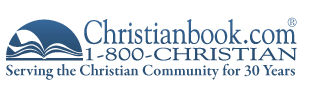 Christianbook.com®
1-800-CHRISTIAN
Serving the Christian Community for 30 Years